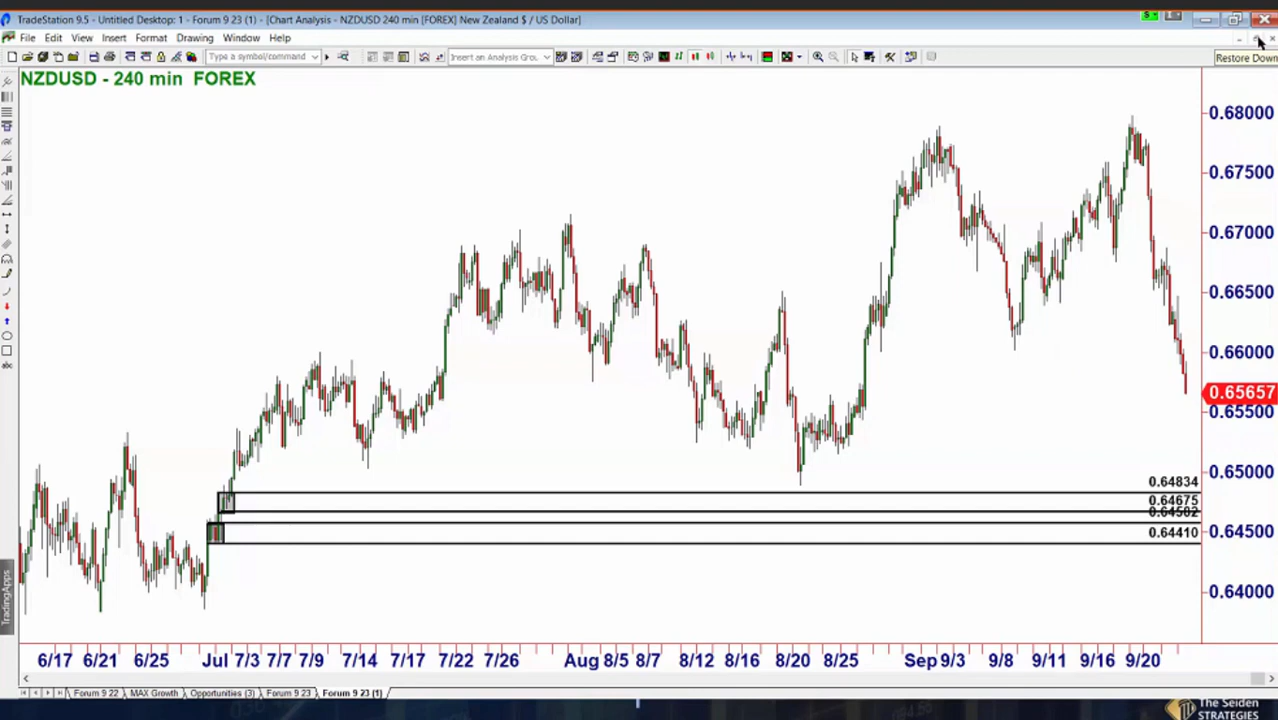 TradeStation 9.5 - Untitled Desktop: 1 - Forum 9 23 (1) - [Chart Analysis - NZDUSD 240 min [FOREX] New Zealand $ / US Dollar]
File Edit View Insert Format Drawing Window Help
Type a symbol/command
Insert an Analysis Grou
Restore Down
NZDUSD - 240 min FOREX
0.68000
0.67500
0.67000
0.66500
0.66000
0.65657
0.65500
0.65000
0.64834
0.64675
0.64502
0.64500
0.64410
0.64000
TradingApps
abc
6/17 6/21 6/25 Jul 7/3 7/7 7/9 7/14 7/17 7/22 7/26 Aug 8/5 8/7 8/12 8/16 8/20 8/25 Sep 9/3 9/8 9/11 9/16 9/20
Forum 9 22 MAX Growth Opportunities (3) Forum 9 23 Forum 9 23 (1)
The Seiden
STRATEGIES